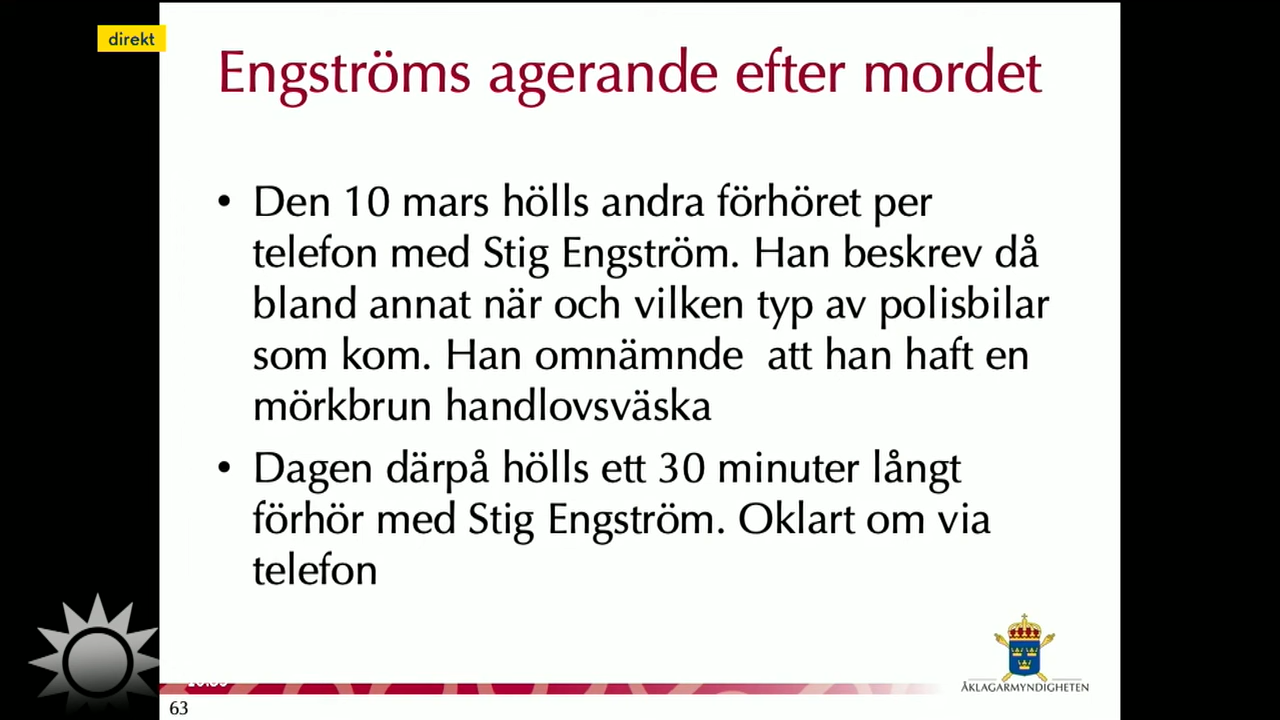 direkt
Engströms agerande efter mordet
• Den 10 mars hölls andra förhöret per
telefon med Stig Engström. Han beskrev då
bland annat när och vilken typ av polisbilar
som kom. Han omnämnde  att han haft en
mörkbrun handlovsväska
• Dagen därpå hölls ett 30 minuter långt
förhör med Stig Engström. Oklart om via
telefon
ÅKLAGARMYNDIGHETEN
63